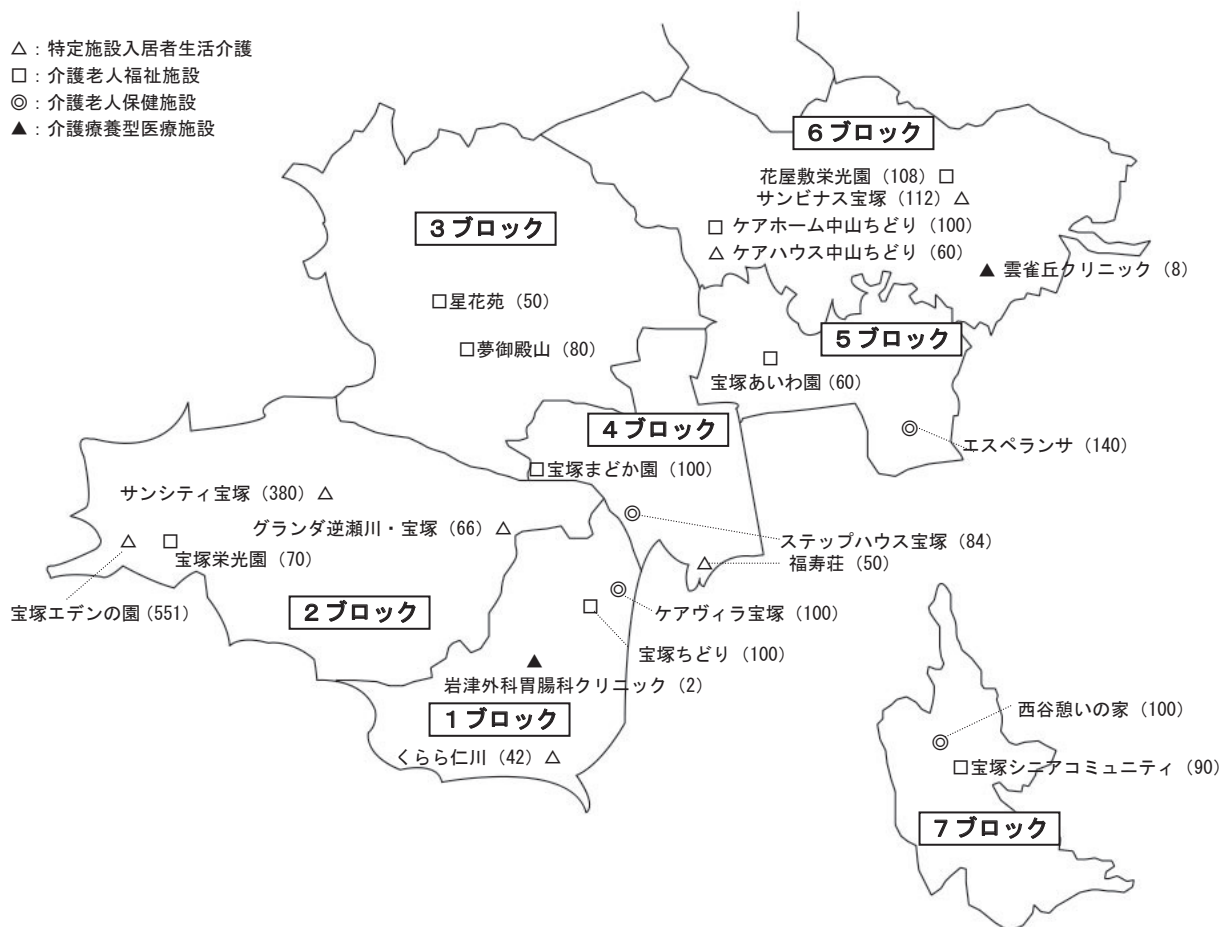 △：特定施設入居者生活介護
□：介護老人福祉施設
◎：介護老人保健施設
▲：介護療養型医療施設
６ブロック
花屋敷栄光園（108）□
サンビナス宝塚（112）△
□ ケアホーム中山ちどり（100）
△ ケアハウス中山ちどり（60）
▲ 雲雀丘クリニック（8）
３ブロック
□星花苑（50）
□夢御殿山（80）
５ブロック
□
宝塚あいわ園（60）
◎
エスペランサ（140）
４ブロック
□宝塚まどか園（100）
◎
ステップハウス宝塚（84）
福寿荘（50）
△
サンシティ宝塚（380）△
グランダ逆瀬川・宝塚（66）△
△
□
宝塚栄光園（70）
宝塚エデンの園（551）
２ブロック
◎
ケアヴィラ宝塚（100）
□
宝塚ちどり（100）
▲
岩津外科胃腸科クリニック（2）
１ブロック
くらら仁川（42）△
西谷憩いの家（100）
◎
□宝塚シニアコミュニティ（90）
７ブロック